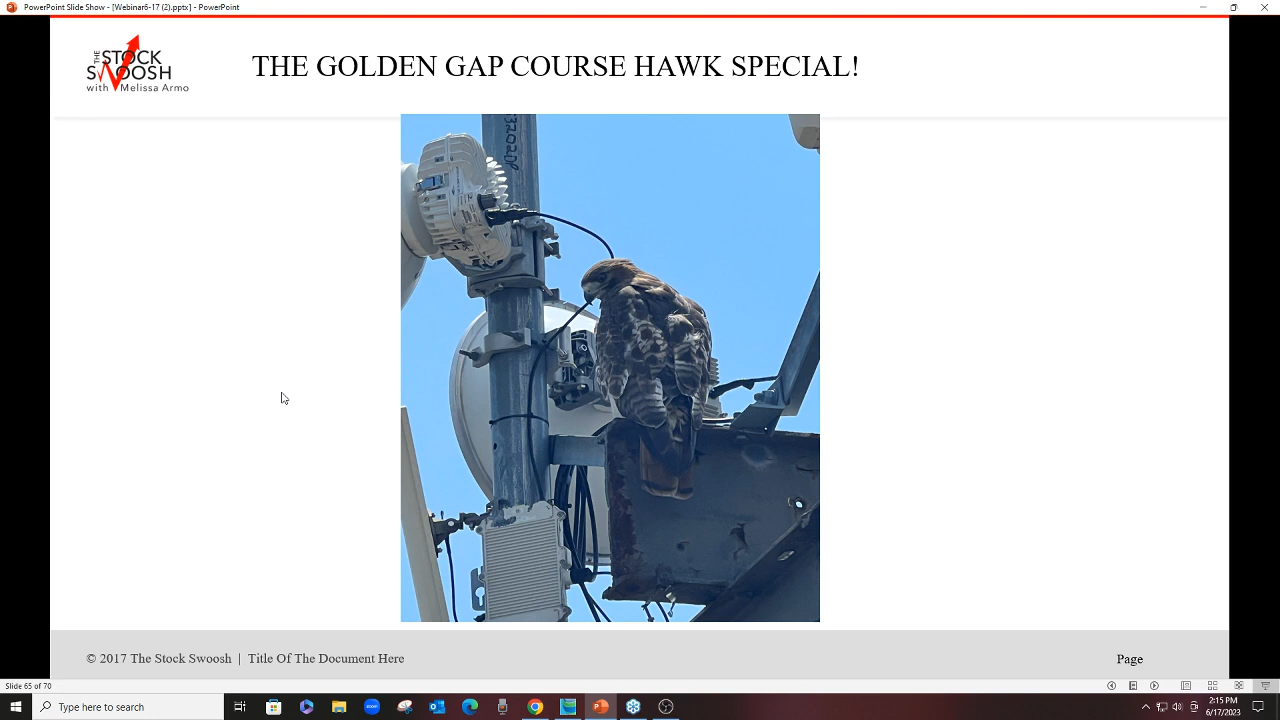 PowerPoint Slide Show - [Webinar6-17 (2).pptx] - PowerPoint
THE
STOCK
SWOOSH
with Melissa Armo
THE GOLDEN GAP COURSE HAWK SPECIAL!
© 2017 The Stock Swoosh | Title Of The Document Here
Page
Slide 65 of 70
Type here to search
zoom
2:15 PM
6/17/2023